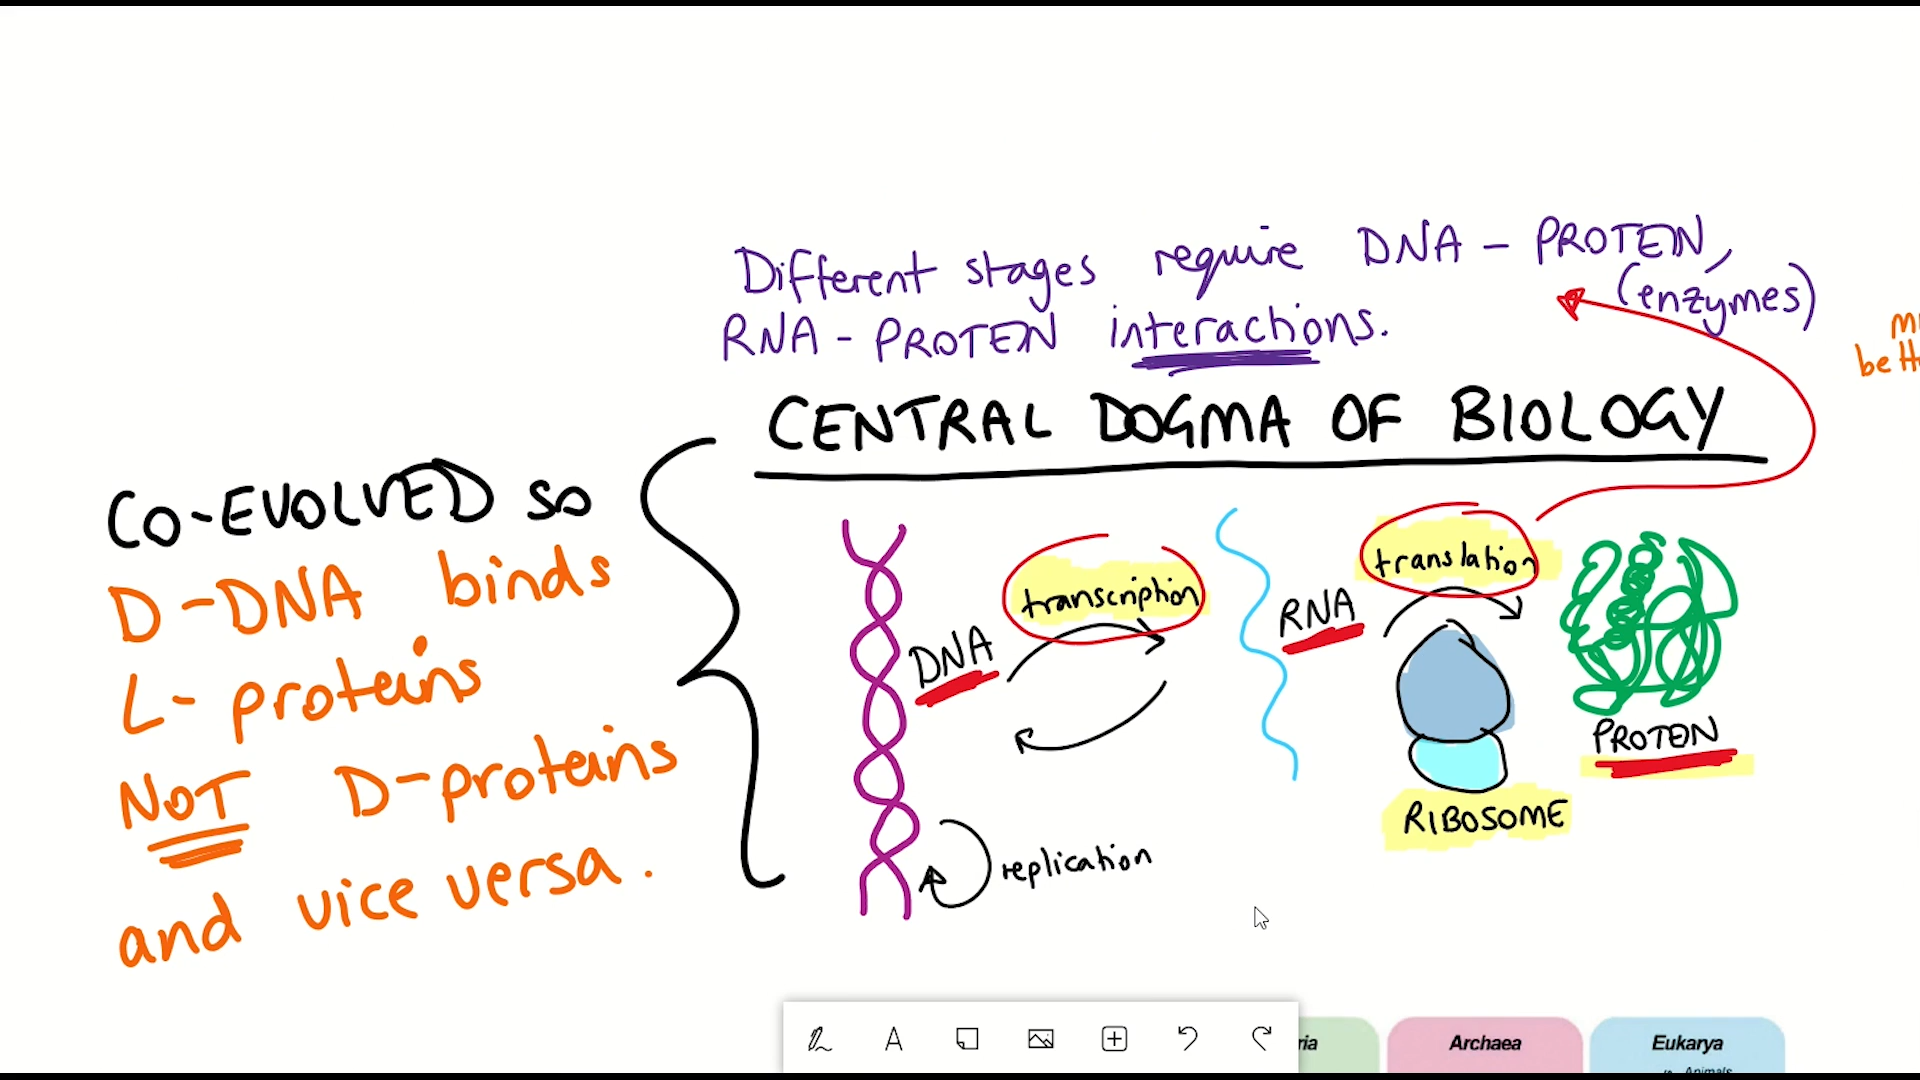 Different stages require DNA - PROTEIN,
(enzymes)
RNA - PROTEIN interactions.
CENTRAL DOGMA OF BIOLOGY
CO-EVOLVED so
D-DNA binds
L- proteins
NOT D-proteins
and vice versa.
DNA
transcription
RNA
translation
PROTEIN
RIBOSOME
replication
Archaea
Eukarya
Animals